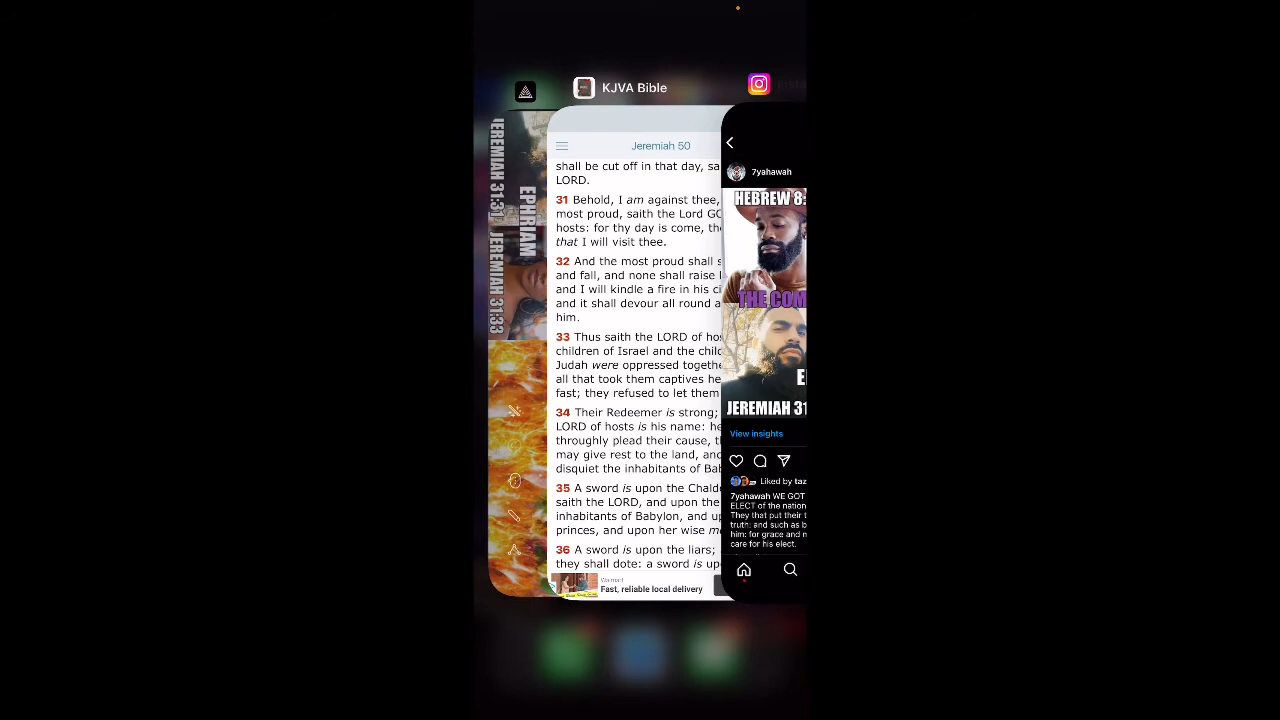 KJVA Bible
Jeremiah 50
shall be cut off in that day, sa
LORD.
31 Behold, I am against thee,
most proud, saith the Lord GO
hosts: for thy day is come, the
that I will visit thee.
32 And the most proud shall s
and fall, and none shall raise
and I will kindle a fire in his ci
and it shall devour all round a
him.
33 Thus saith the LORD of hos
children of Israel and the child
Judah were oppressed togethe
all that took them captives he
fast; they refused to let them
34 Their Redeemer is strong;
LORD of hosts is his name: he
throughly plead their cause, th
may give rest to the land, and
disquiet the inhabitants of Bab
35 A sword is upon the Chald
saith the LORD, and upon the
inhabitants of Babylon, and up
princes, and upon her wise me
36 A sword is upon the liars;
they shall dote: a sword is upo
Walmart
Fast, reliable local delivery
JEREMIAH 31:31
EPHRIAM
JEREMIAH 31:33
7yahawah
HEBREW 8:
THE COM
E
JEREMIAH 31
View insights
Liked by taz
7yahawah WE GOT
ELECT of the nation
They that put their t
truth: and such as b
him: for grace and m
care for his elect.